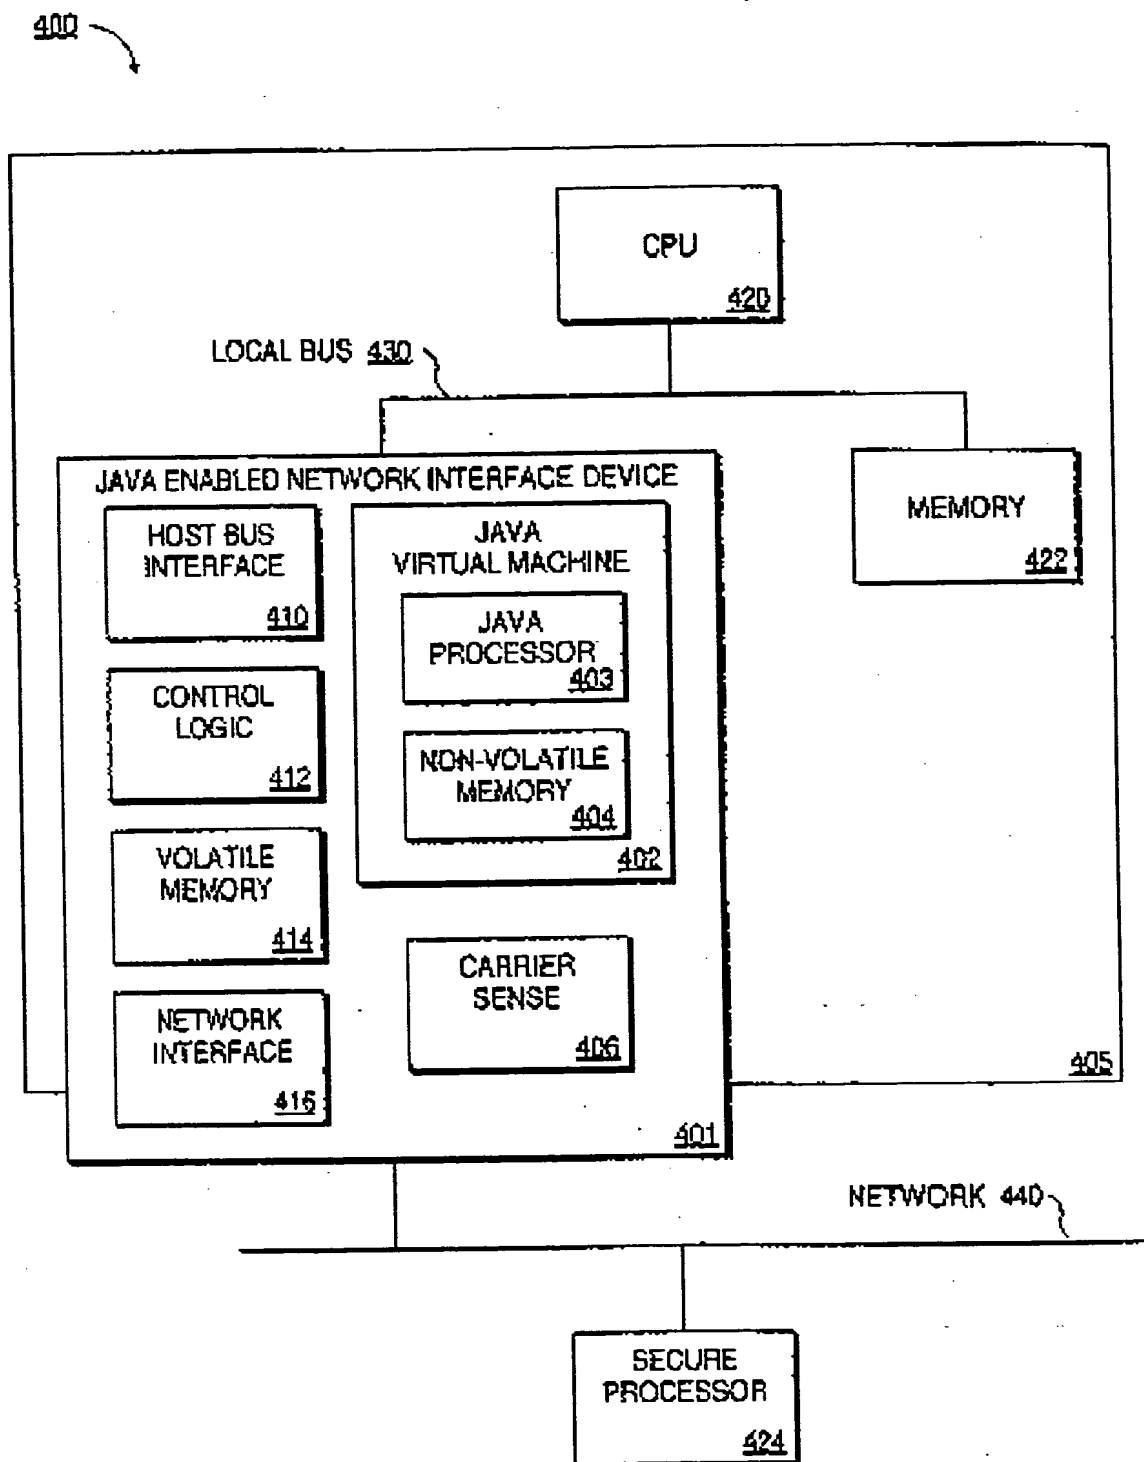 400
CPU
420
LOCAL BUS 430
JAVA ENABLED NETWORK INTERFACE DEVICE
HOST BUS
INTERFACE
410
JAVA
VIRTUAL MACHINE
JAVA
PROCESSOR
403
NON-VOLATILE
MEMORY
404
402
MEMORY
422
CONTROL
LOGIC
412
VOLATILE
MEMORY
414
CARRIER
SENSE
406
NETWORK
INTERFACE
416
401
405
NETWORK 440
SECURE
PROCESSOR
424